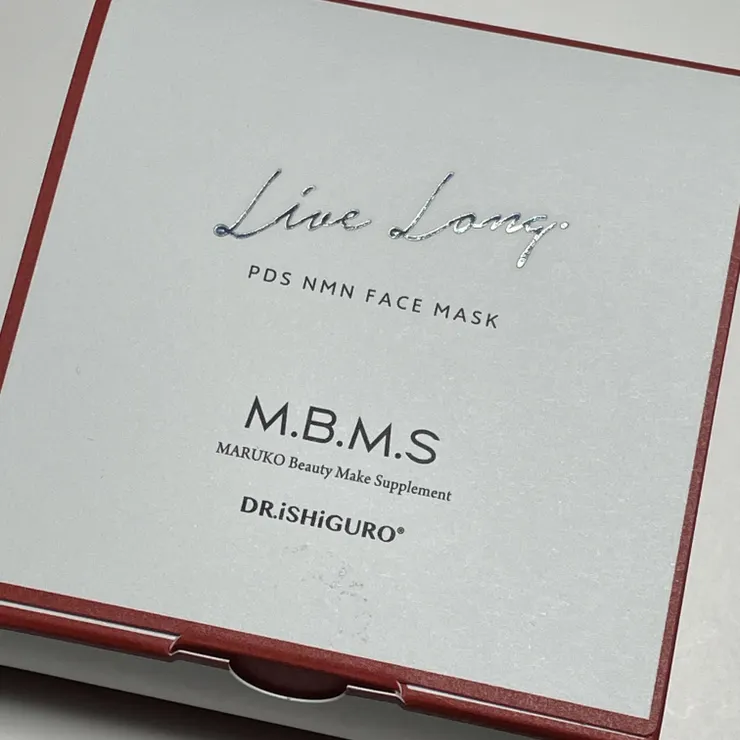 Live Long.
PDS NMN FACE MASK
M.B.M.S
MARUKO Beauty Make Supplement
DR.iSHiGURO®